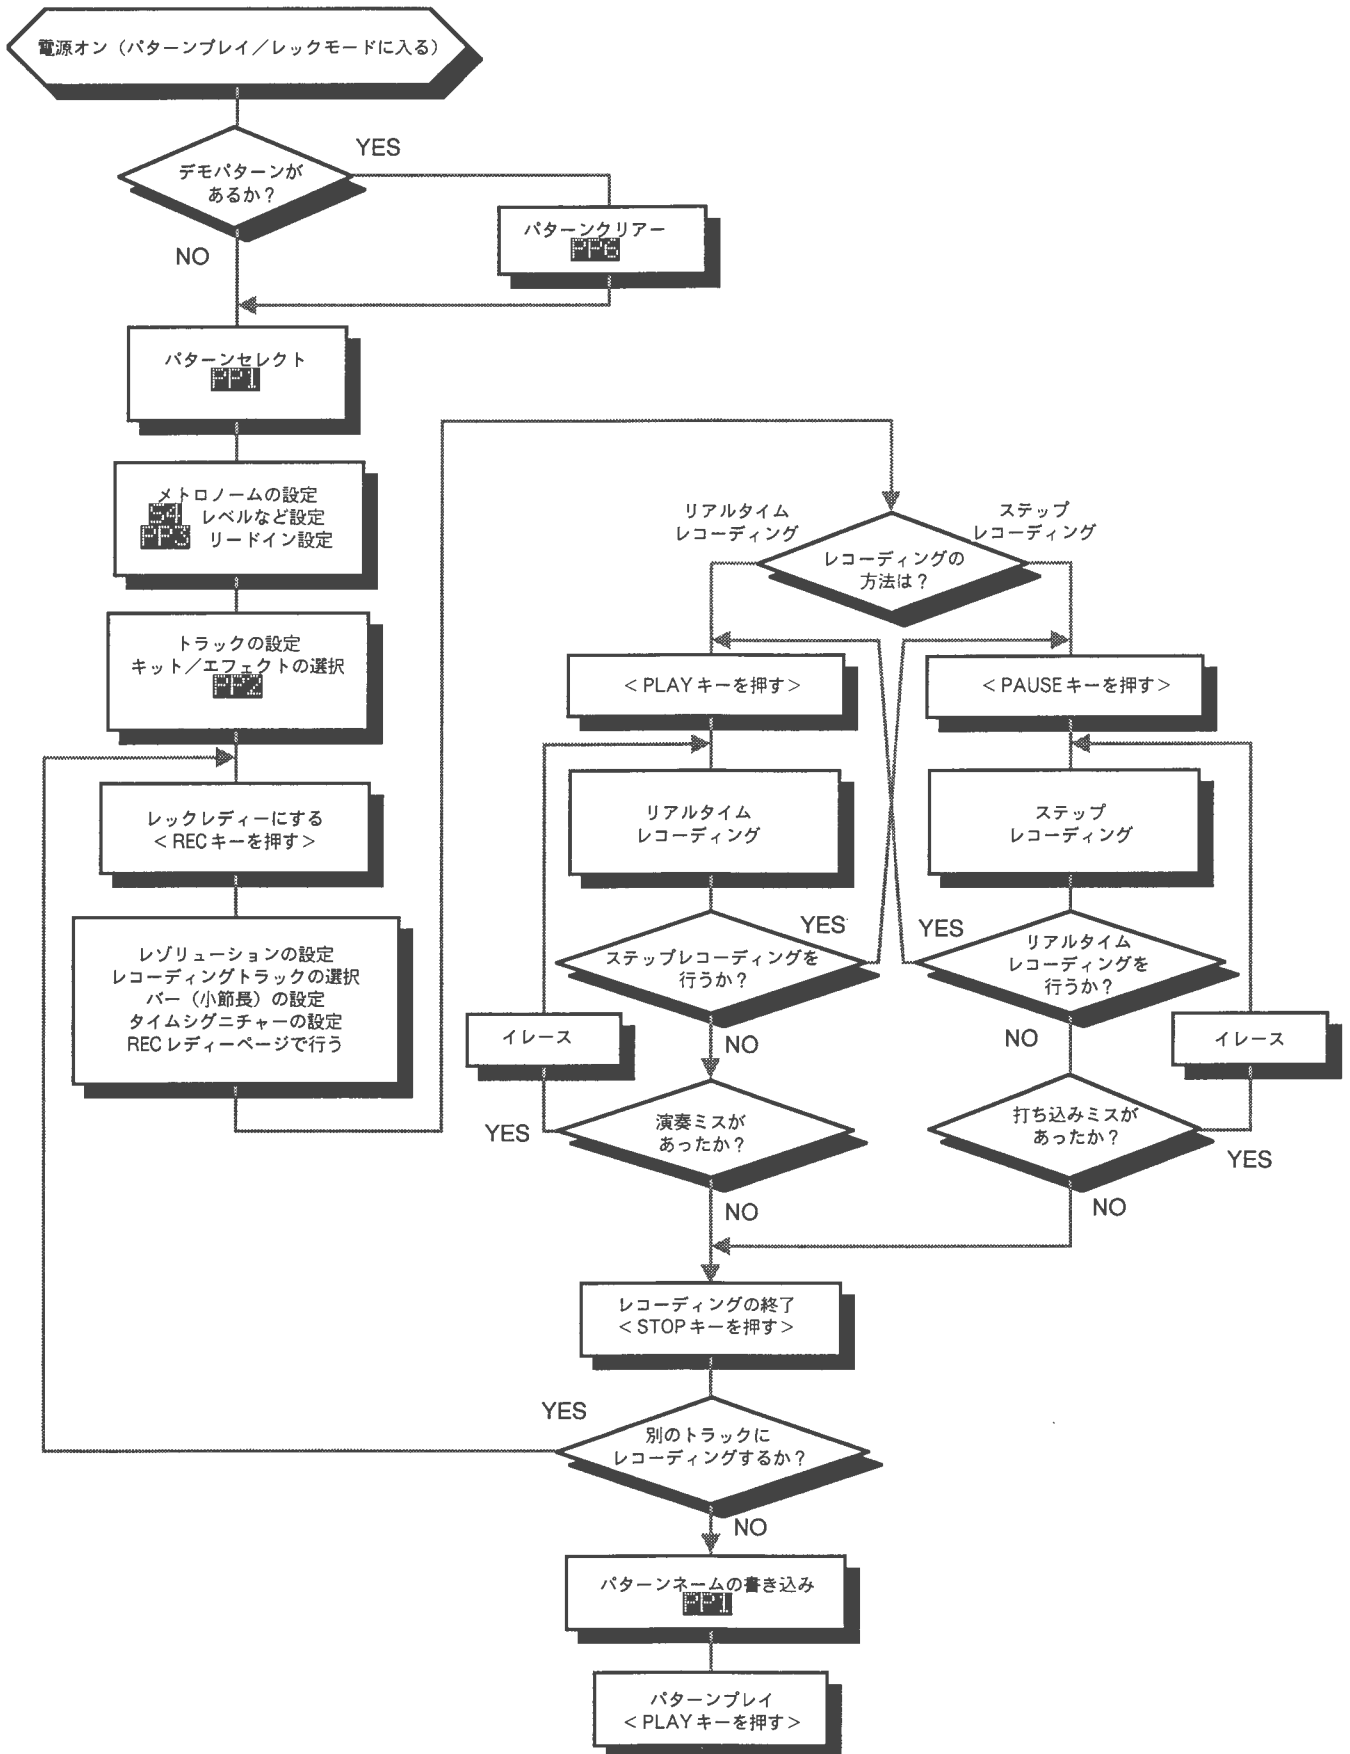 電源オン（パターンプレイ／レックモードに入る）
デモパターンが
あるか？
YES
NO
パターンクリアー
PP6
パターンセレクト
PP1
メトロノームの設定
S4 レベルなど設定
PP3 リードイン設定
トラックの設定
キット／エフェクトの選択
PP2
レックレディーにする
＜RECキーを押す＞
レゾリューションの設定
レコーディングトラックの選択
バー（小節長）の設定
タイムシグニチャーの設定
RECレディーページで行う
リアルタイム
レコーディング
ステップ
レコーディング
レコーディングの
方法は？
＜PLAYキーを押す＞
リアルタイム
レコーディング
ステップレコーディングを
行うか？
YES
NO
イレース
演奏ミスが
あったか？
YES
NO
＜PAUSEキーを押す＞
ステップ
レコーディング
リアルタイム
レコーディングを
行うか？
YES
NO
イレース
打ち込みミスが
あったか？
YES
NO
レコーディングの終了
＜STOPキーを押す＞
別のトラックに
レコーディングするか？
YES
NO
パターンネームの書き込み
PP1
パターンプレイ
＜PLAYキーを押す＞